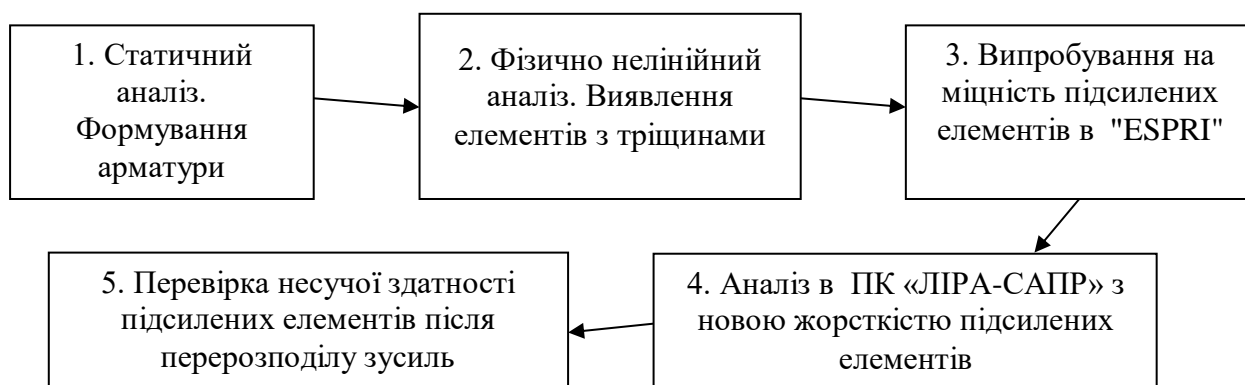 1. Статичний
аналіз.
Формування
арматури
2. Фізично нелінійний
аналіз. Виявлення
елементів з тріщинами
3. Випробування на
міцність підсилених
елементів в "ESPRI"
4. Аналіз в ПК «ЛІРА-САПР» з
новою жорсткістю підсилених
елементів
5. Перевірка несучої здатності
підсилених елементів після
перерозподілу зусиль